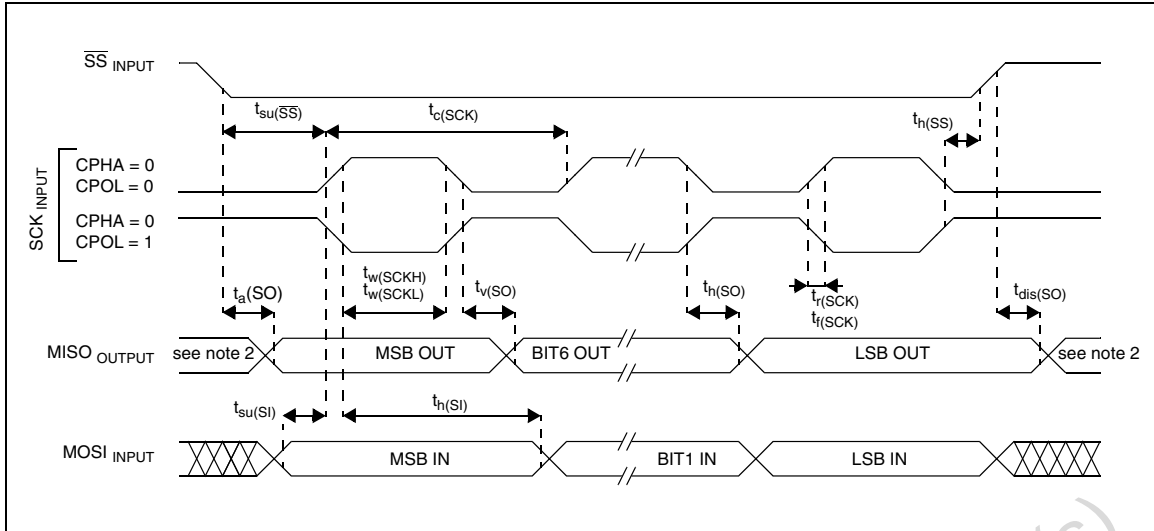 SS INPUT
tsu(SS)
tc(SCK)
th(SS)
SCK INPUT
CPHA = 0
CPOL = 0
CPHA = 0
CPOL = 1
ta(SO)
tw(SCKH)
tw(SCKL)
tv(SO)
th(SO)
tr(SCK)
tf(SCK)
tdis(SO)
MISO OUTPUT
see note 2
MSB OUT
BIT6 OUT
LSB OUT
see note 2
tsu(SI)
th(SI)
MOSI INPUT
MSB IN
BIT1 IN
LSB IN